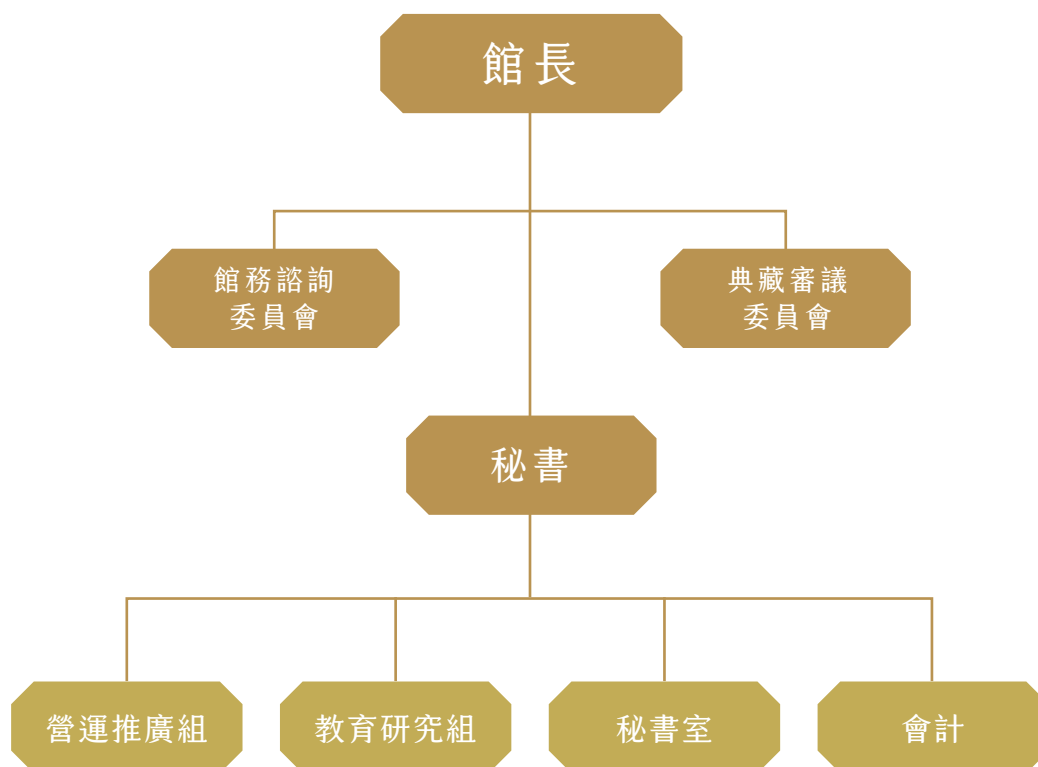 館長
館務諮詢
委員會
典藏審議
委員會
秘書
營運推廣組
教育研究組
秘書室
會計